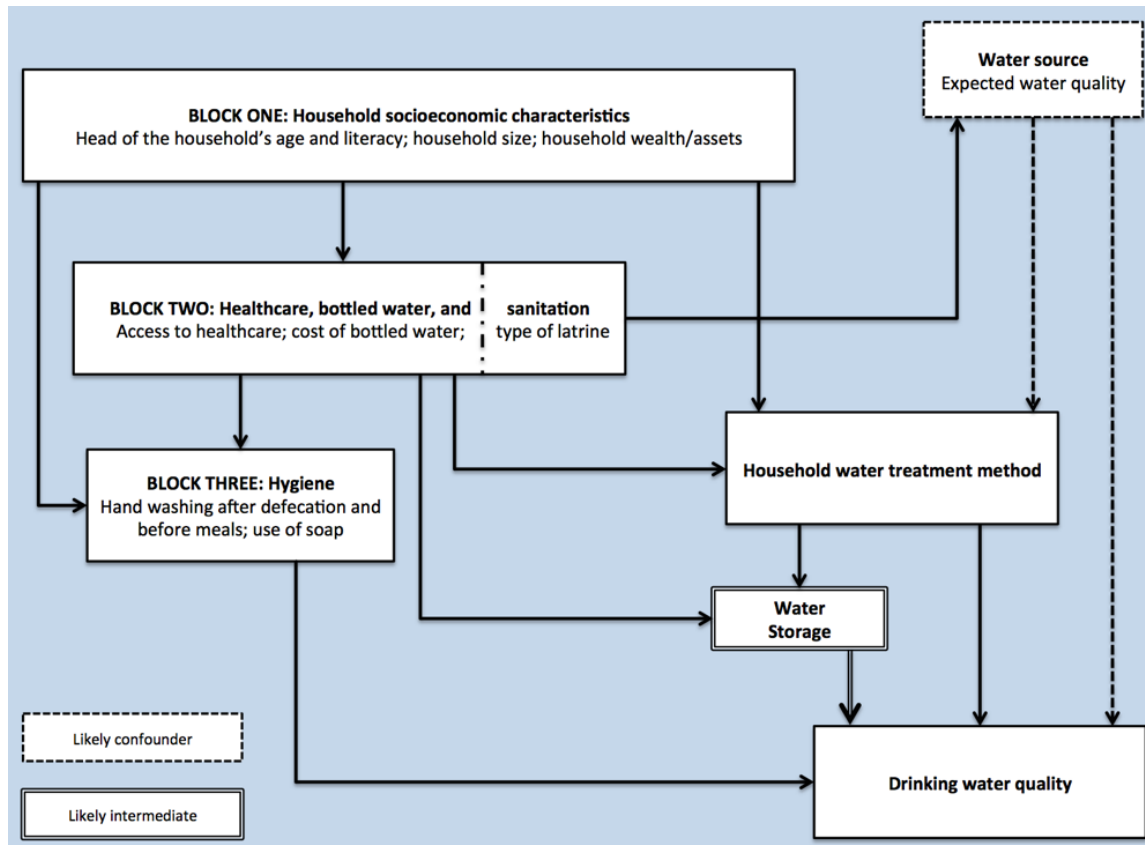 Water source
Expected water quality
BLOCK ONE: Household socioeconomic characteristics
Head of the household's age and literacy; household size; household wealth/assets
BLOCK TWO: Healthcare, bottled water, and sanitation
Access to healthcare; cost of bottled water; type of latrine
Household water treatment method
BLOCK THREE: Hygiene
Hand washing after defecation and
before meals; use of soap
Water
Storage
Likely confounder
Drinking water quality
Likely intermediate